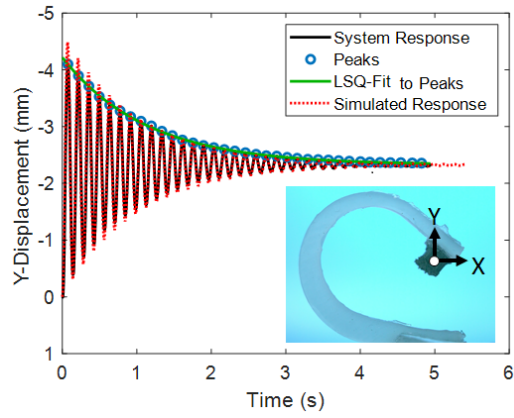 -5
-4
-3
-2
-1
0
1
Y-Displacement (mm)
System Response
Peaks
LSQ-Fit to Peaks
Simulated Response
Y
X
0 1 2 3 4 5 6
Time (s)